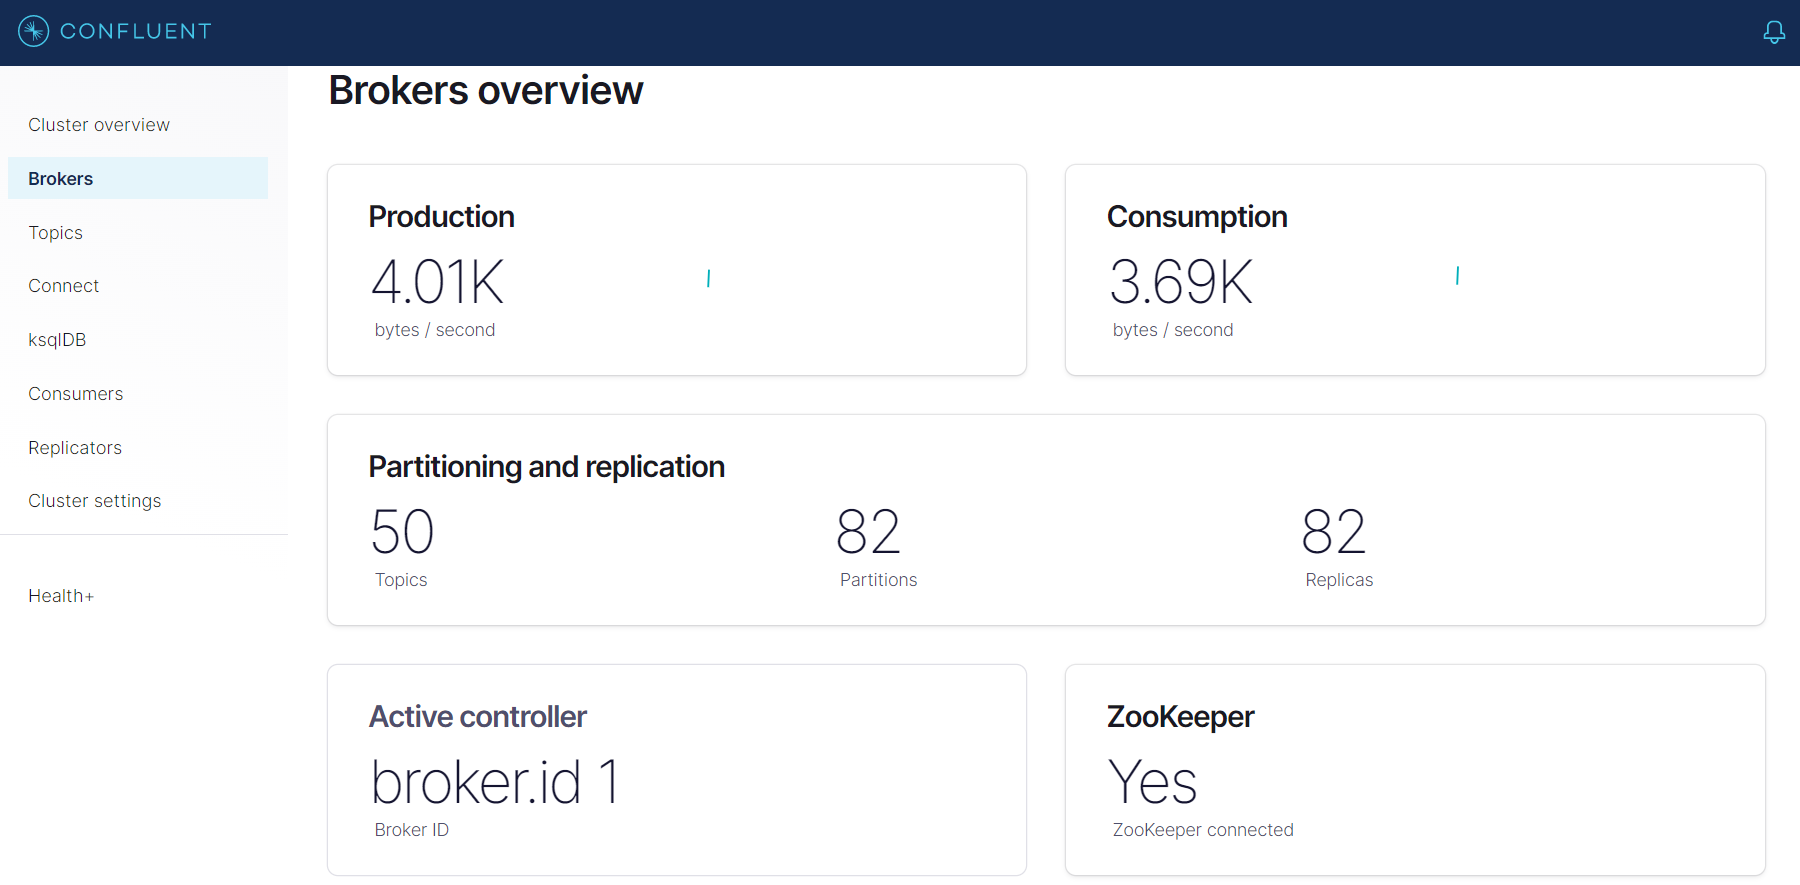 CONFLUENT
Cluster overview
Brokers
Topics
Connect
ksqlDB
Consumers
Replicators
Cluster settings
Health+
Brokers overview
Production
4.01K
bytes / second
Consumption
3.69K
bytes / second
Partitioning and replication
50
Topics
82
Partitions
82
Replicas
Active controller
broker.id 1
Broker ID
ZooKeeper
Yes
ZooKeeper connected